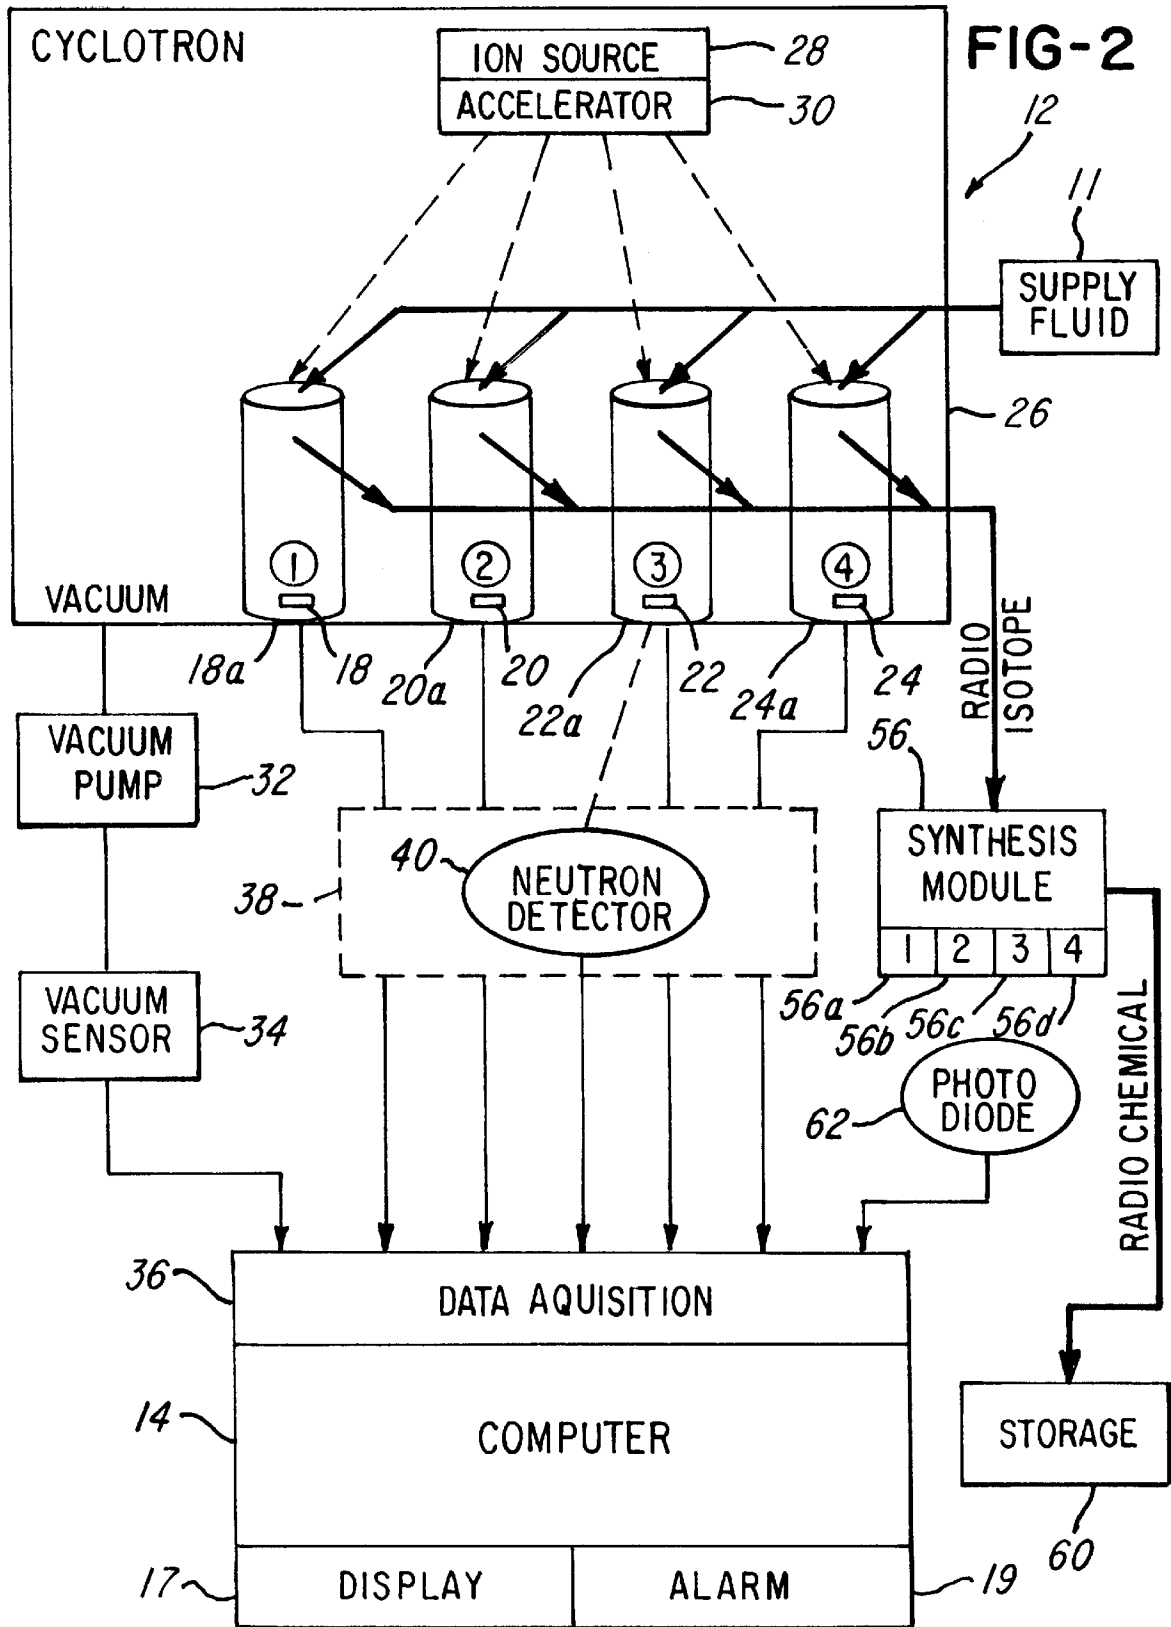 CYCLOTRON
ION SOURCE
28
FIG-2
ACCELERATOR
30
12
11
SUPPLY
FLUID
26
1
2
3
4
VACUUM
18a
18
20a
20
22a
22
24a
24
RADIO
ISOTOPE
VACUUM
PUMP
32
56
SYNTHESIS
MODULE
1
2
3
4
40
NEUTRON
DETECTOR
38
56a
56b
56c
56d
VACUUM
SENSOR
34
PHOTO
DIODE
62
RADIO CHEMICAL
36
DATA AQUISITION
14
COMPUTER
STORAGE
60
17
DISPLAY
ALARM
19